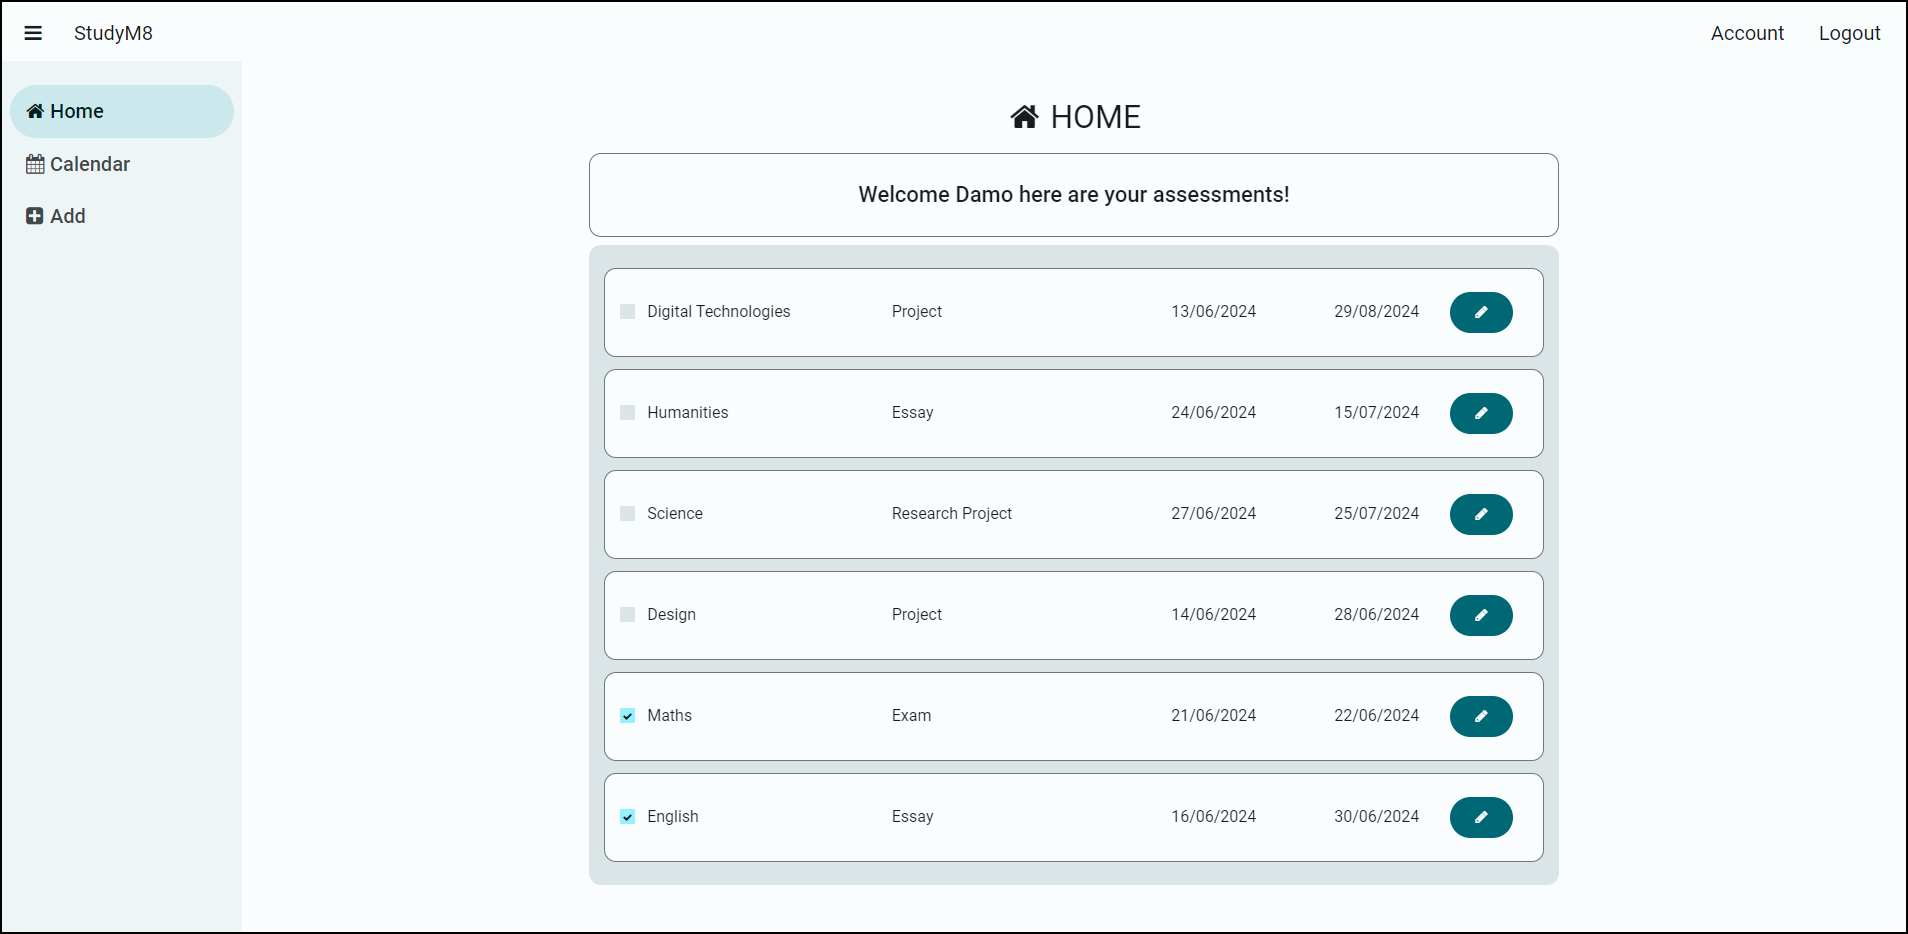 StudyM8 Account Logout
Home
Calendar
Add
HOME
Welcome Damo here are your assessments!
Digital Technologies Project 13/06/2024 29/08/2024
Humanities Essay 24/06/2024 15/07/2024
Science Research Project 27/06/2024 25/07/2024
Design Project 14/06/2024 28/06/2024
Maths Exam 21/06/2024 22/06/2024
English Essay 16/06/2024 30/06/2024